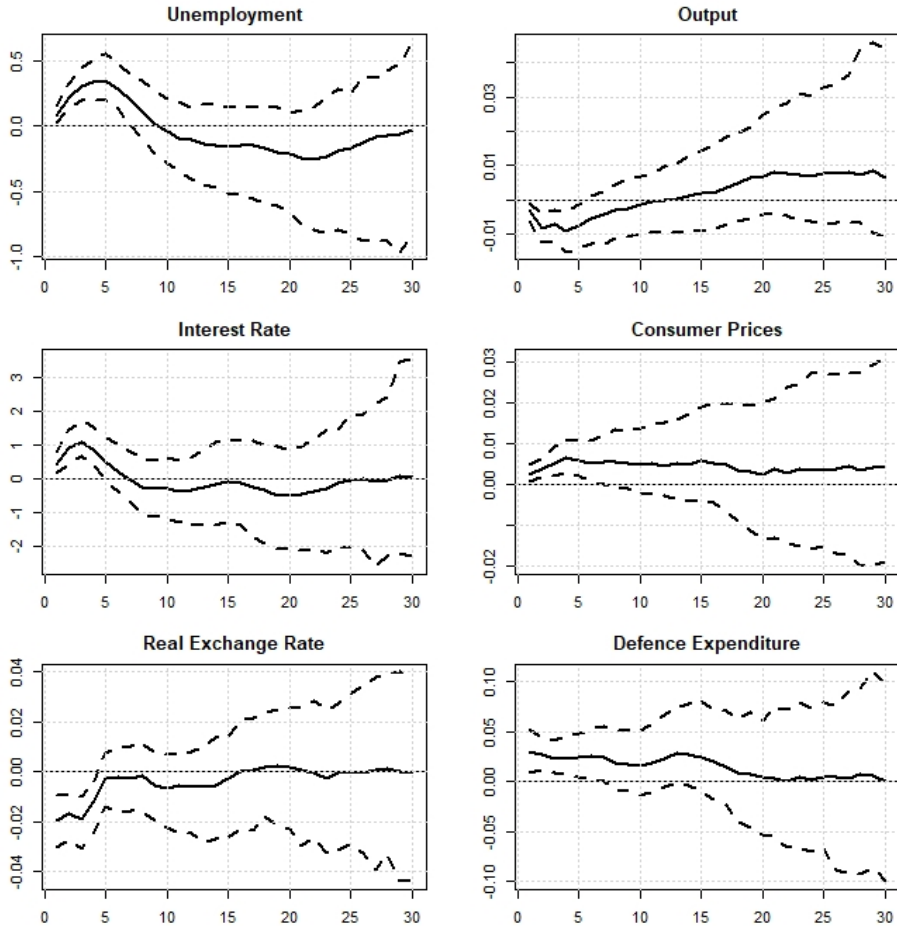 Unemployment
0.5
0.0
-0.5
-1.0
0 5 10 15 20 25 30
Output
0.03
0.01
-0.01
0 5 10 15 20 25 30
Interest Rate
3
2
1
0
-1
-2
0 5 10 15 20 25 30
Consumer Prices
0.03
0.02
0.01
0.00
-0.02
0 5 10 15 20 25 30
Real Exchange Rate
0.04
0.02
0.00
-0.02
-0.04
0 5 10 15 20 25 30
Defence Expenditure
0.10
0.05
0.00
-0.05
-0.10
0 5 10 15 20 25 30